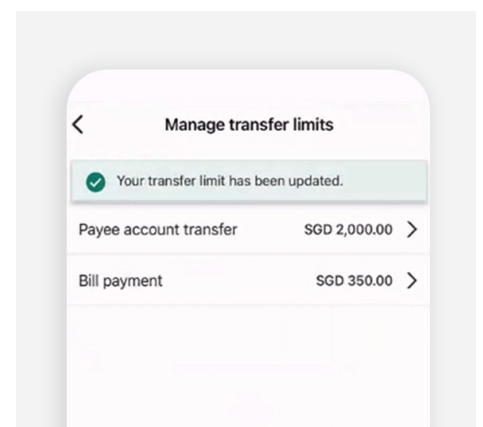 Manage transfer limits
Your transfer limit has been updated.
Payee account transfer SGD 2,000.00
Bill payment SGD 350.00